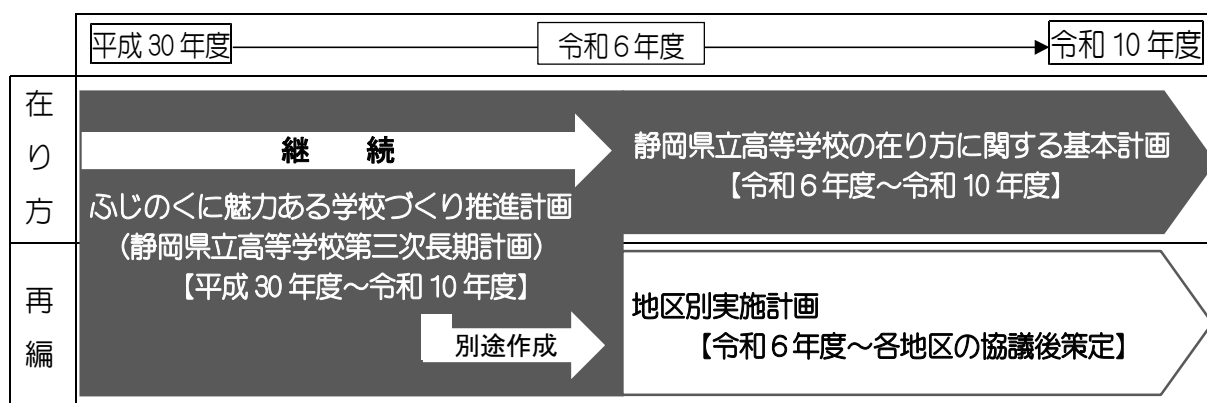 平成30年度
令和6年度
令和10年度
在り方
継 続
静岡県立高等学校の在り方に関する基本計画
【令和6年度～令和10年度】
ふじのくに魅力ある学校づくり推進計画
(静岡県立高等学校第三次長期計画)
【平成30年度～令和10年度】
再編
地区別実施計画
【令和6年度～各地区の協議後策定】
別途作成